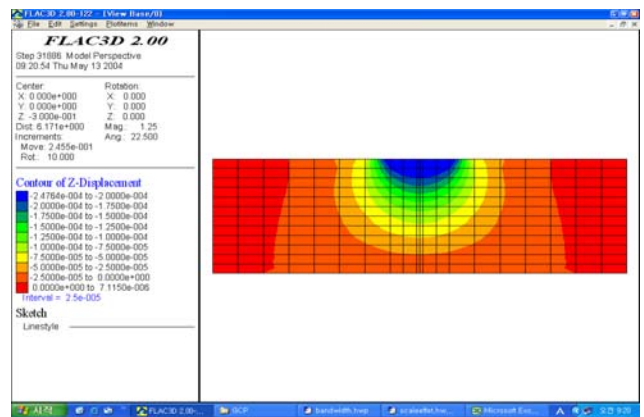 FLAC3D 2.00-122 - [View Base/0]
File Edit Settings PlotItems Window
FLAC3D 2.00
Step 31886 Model Perspective
09:20:54 Thu May 13 2004
Center: Rotation:
X: 0.000e+000 X: 0.000
Y: 0.000e+000 Y: 0.000
Z: -3.000e-001 Z: 0.000
Dist: 6.171e+000 Mag.: 1.25
Increments: Ang.: 22.500
Move: 2.455e-001
Rot.: 10.000
Contour of Z-Displacement
-2.4764e-004 to -2.0000e-004
-2.0000e-004 to -1.7500e-004
-1.7500e-004 to -1.5000e-004
-1.5000e-004 to -1.2500e-004
-1.2500e-004 to -1.0000e-004
-1.0000e-004 to -7.5000e-005
-7.5000e-005 to -5.0000e-005
-5.0000e-005 to -2.5000e-005
-2.5000e-005 to 0.0000e+000
0.0000e+000 to 7.1150e-006
Interval = 2.5e-005
Sketch
Linestyle
시작 FLAC3D 2.00-... GCP bandwidth.hwp Microsoft Exc... A 오전 9:20